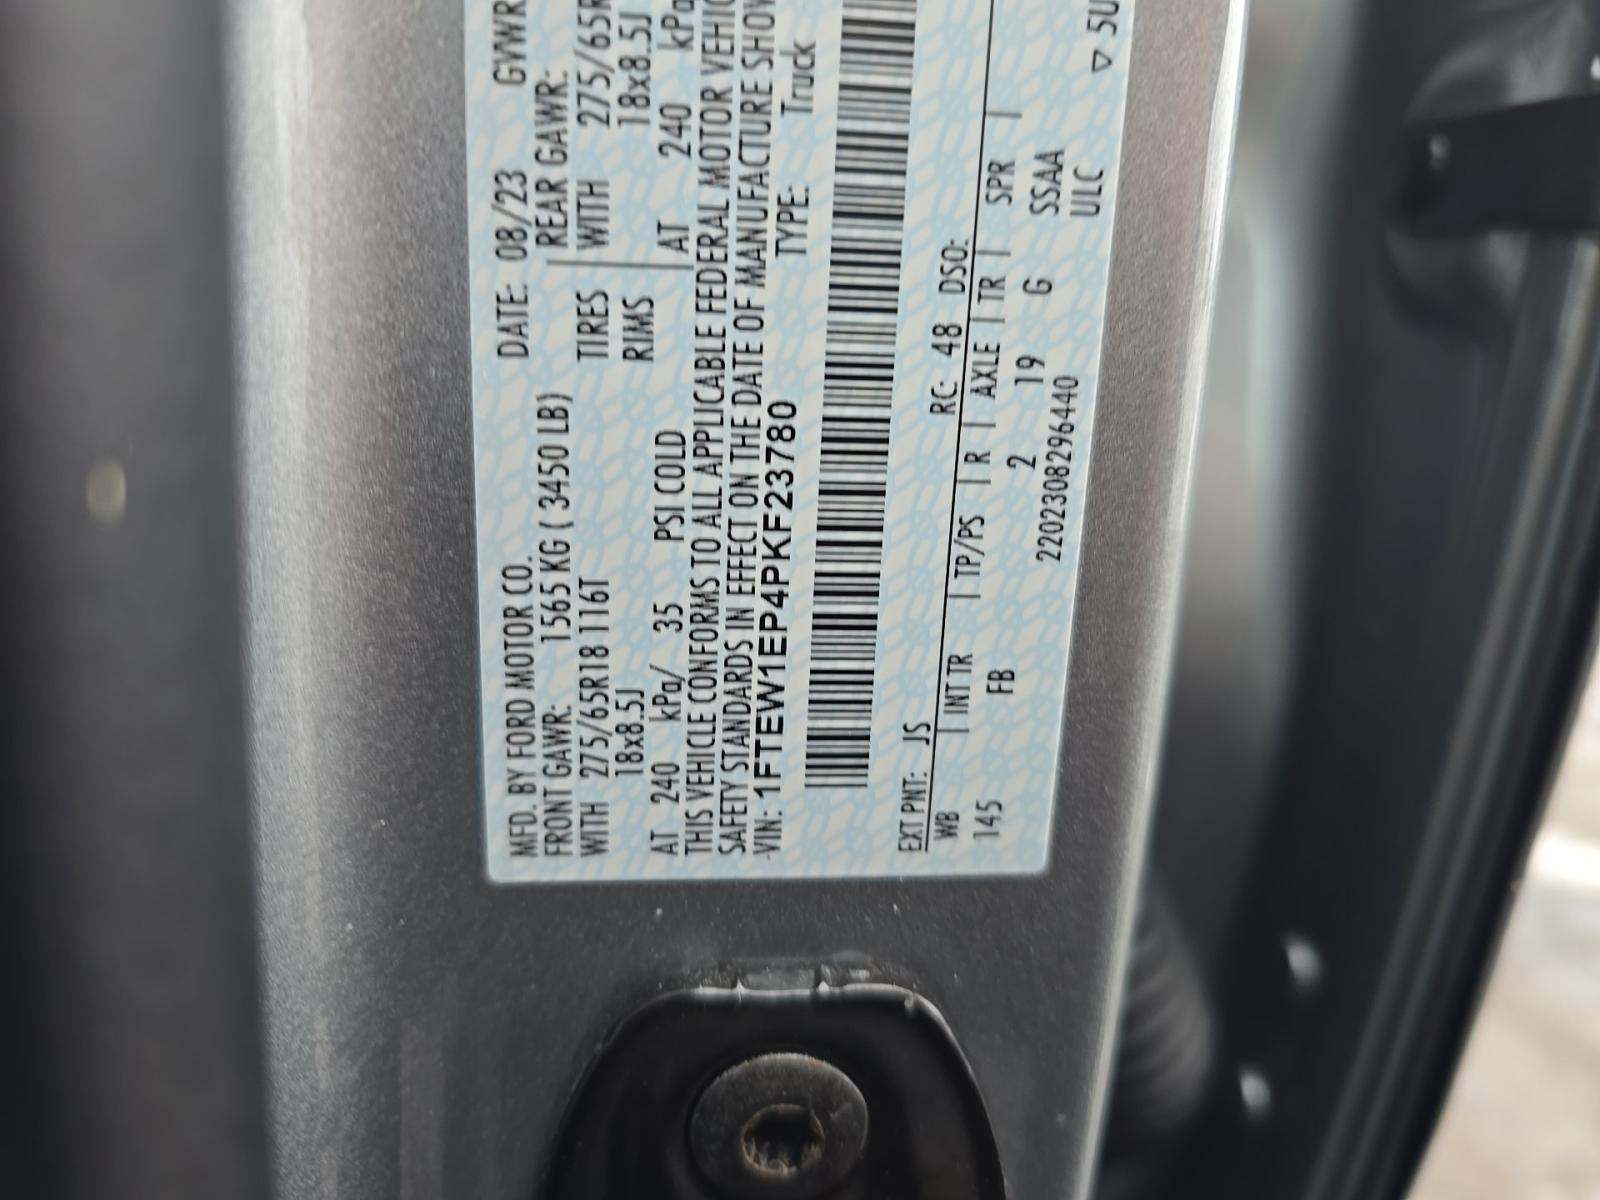 MFD. BY FORD MOTOR CO.
DATE: 08/23 GVWR
FRONT GAWR: 1565 KG ( 3450 LB)
REAR GAWR:
WITH 275/65R18 116T
TIRES WITH 275/65R
18x8.5J
RIMS 18x8.5J
AT 240 kPa/ 35 PSI COLD
AT 240 kPa
THIS VEHICLE CONFORMS TO ALL APPLICABLE FEDERAL MOTOR VEHIC
SAFETY STANDARDS IN EFFECT ON THE DATE OF MANUFACTURE SHOW
VIN: 1FTEW1EP4PKF23780
TYPE: Truck
EXT PNT: JS RC: 48 DSO:
WB | INT TR | TP/PS | R | AXLE | TR | SPR |
145 FB 2 19 G SSAA
2202308296440 ULC
▽ 5U